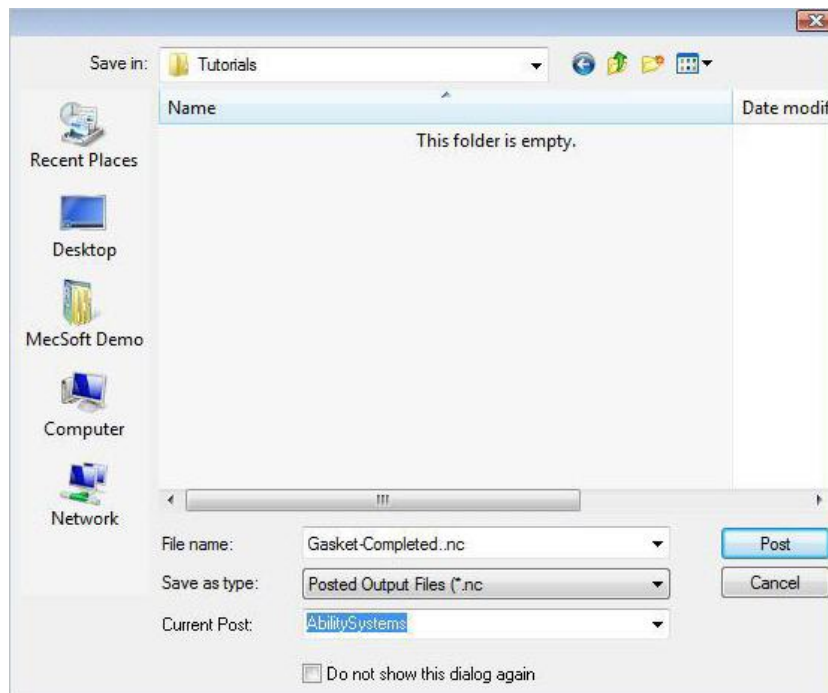 Save in: Tutorials
Name Date modif
This folder is empty.
Recent Places
Desktop
MecSoft Demo
Computer
Network
File name: Gasket-Completed..nc Post
Save as type: Posted Output Files (*.nc Cancel
Current Post: AbilitySystems
Do not show this dialog again